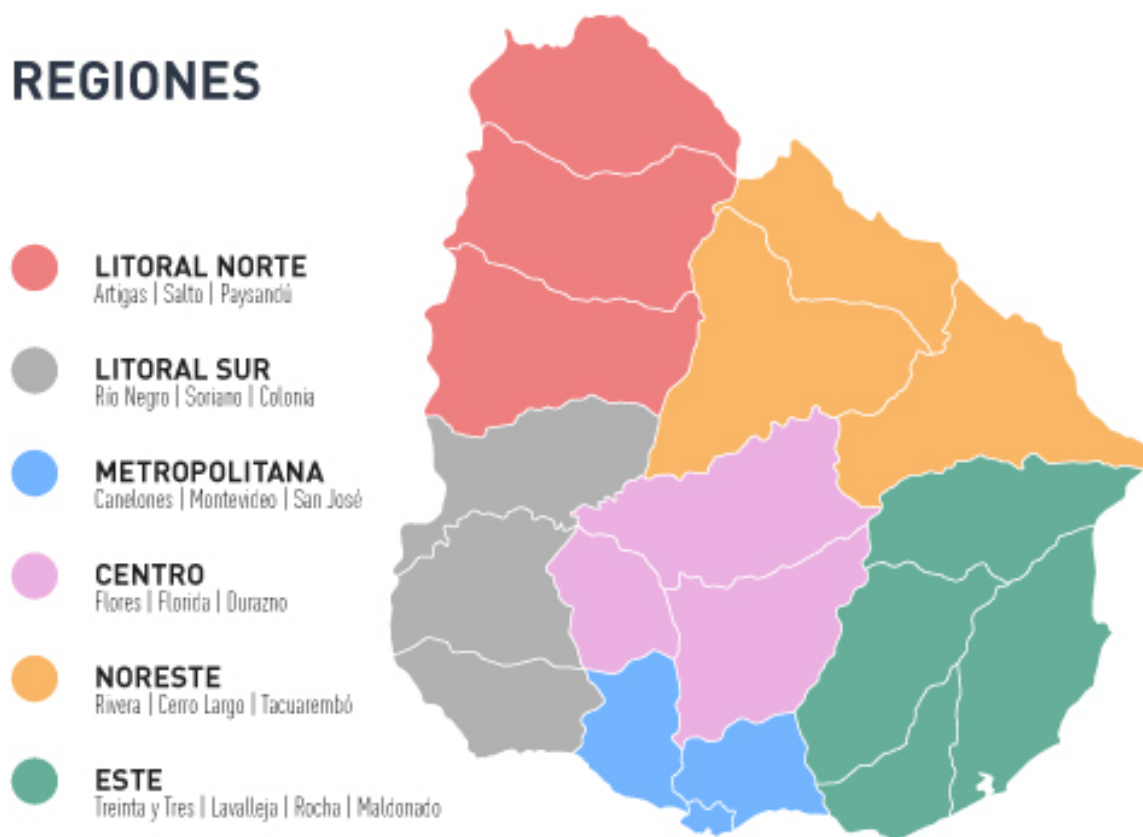 REGIONES
LITORAL NORTE
Artigas | Salto | Paysandú
LITORAL SUR
Río Negro | Soriano | Colonia
METROPOLITANA
Canelones | Montevideo | San José
CENTRO
Flores | Florida | Durazno
NORESTE
Rivera | Cerro Largo | Tacuarembó
ESTE
Treinta y Tres | Lavalleja | Rocha | Maldonado